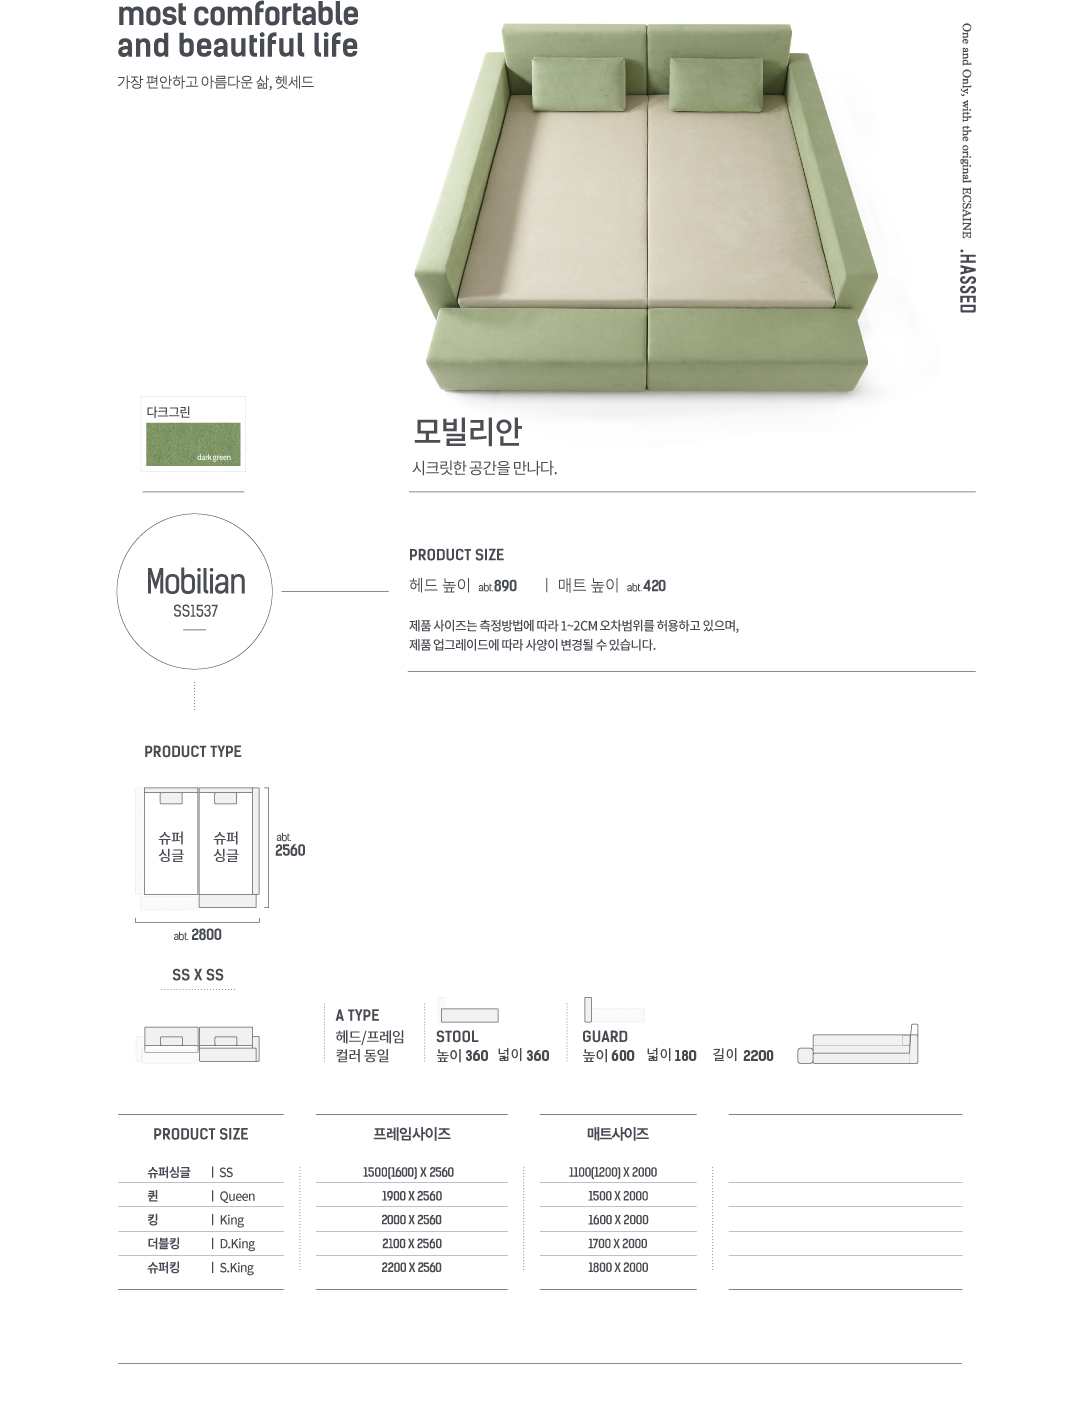 most comfortable
and beautiful life
가장 편안하고 아름다운 삶, 헷세드
One and Only, with the original ECSAINE .HASSED
다크그린
dark green
모빌리안
시크릿한 공간을 만나다.
Mobilian
SS1537
PRODUCT SIZE
헤드 높이 abt.890 | 매트 높이 abt.420
제품 사이즈는 측정방법에 따라 1~2CM 오차범위를 허용하고 있으며,
제품 업그레이드에 따라 사양이 변경될 수 있습니다.
PRODUCT TYPE
슈퍼 슈퍼
싱글 싱글
abt.
2560
abt. 2800
SS X SS
A TYPE
헤드/프레임
컬러 동일
STOOL
높이 360 넓이 360
GUARD
높이 600 넓이 180 길이 2200
PRODUCT SIZE 프레임사이즈 매트사이즈
슈퍼싱글 | SS 1500(1600) X 2560 1100(1200) X 2000
퀸 | Queen 1900 X 2560 1500 X 2000
킹 | King 2000 X 2560 1600 X 2000
더블킹 | D.King 2100 X 2560 1700 X 2000
슈퍼킹 | S.King 2200 X 2560 1800 X 2000